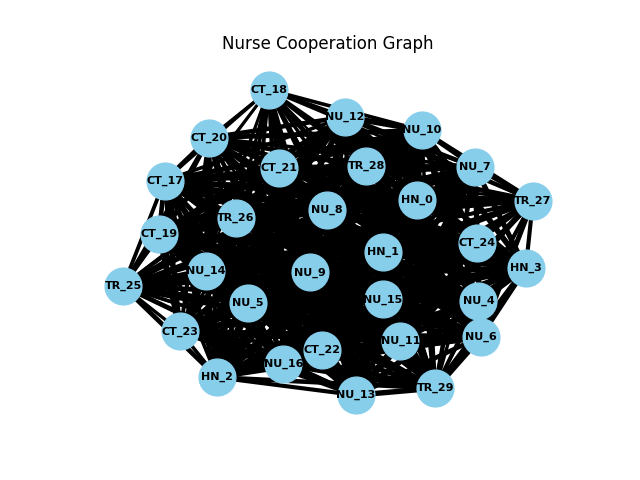 Nurse Cooperation Graph
CT_18
NU_12
NU_10
CT_20
CT_21
TR_28
NU_7
CT_17
HN_0
TR_27
NU_8
TR_26
CT_19
CT_24
HN_1
HN_3
NU_14
NU_9
TR_25
NU_5
NU_15
NU_4
CT_23
NU_6
NU_11
CT_22
NU_16
HN_2
TR_29
NU_13